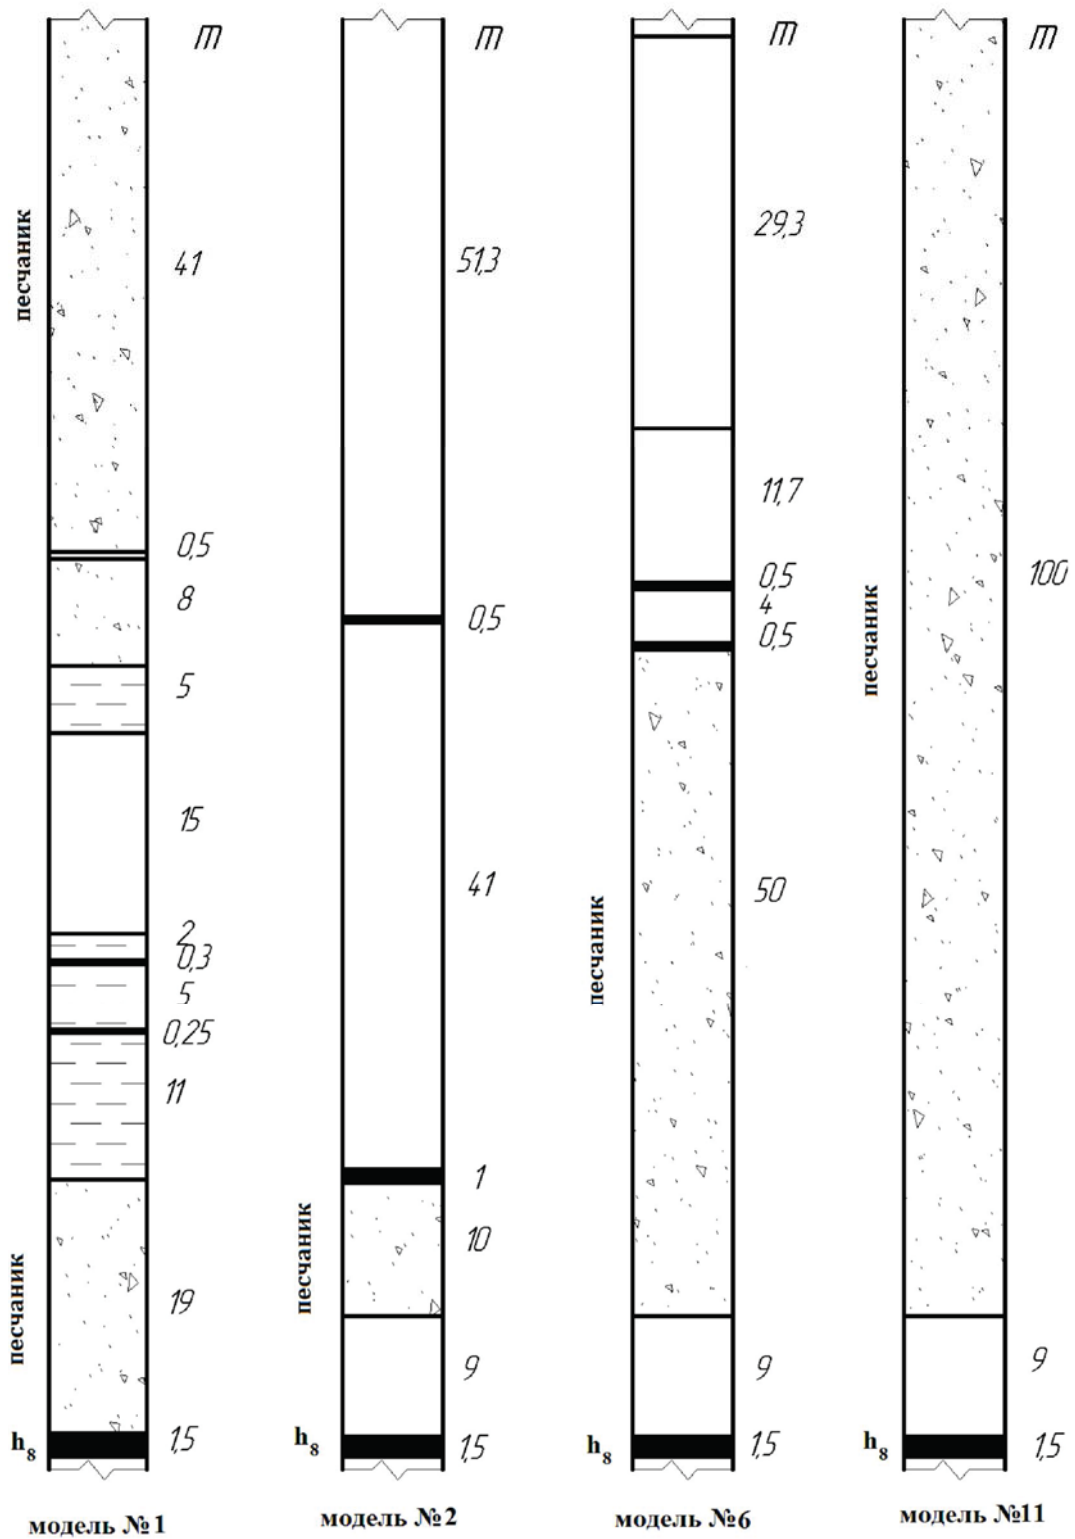 m
песчаник
41
0,5
8
5
15
2
0,3
5
0,25
11
песчаник
19
h8
1,5
модель №1
m
51,3
0,5
41
1
песчаник
10
9
h8
1,5
модель №2
m
29,3
11,7
0,5
4
0,5
песчаник
50
9
h8
1,5
модель №6
m
песчаник
100
9
h8
1,5
модель №11